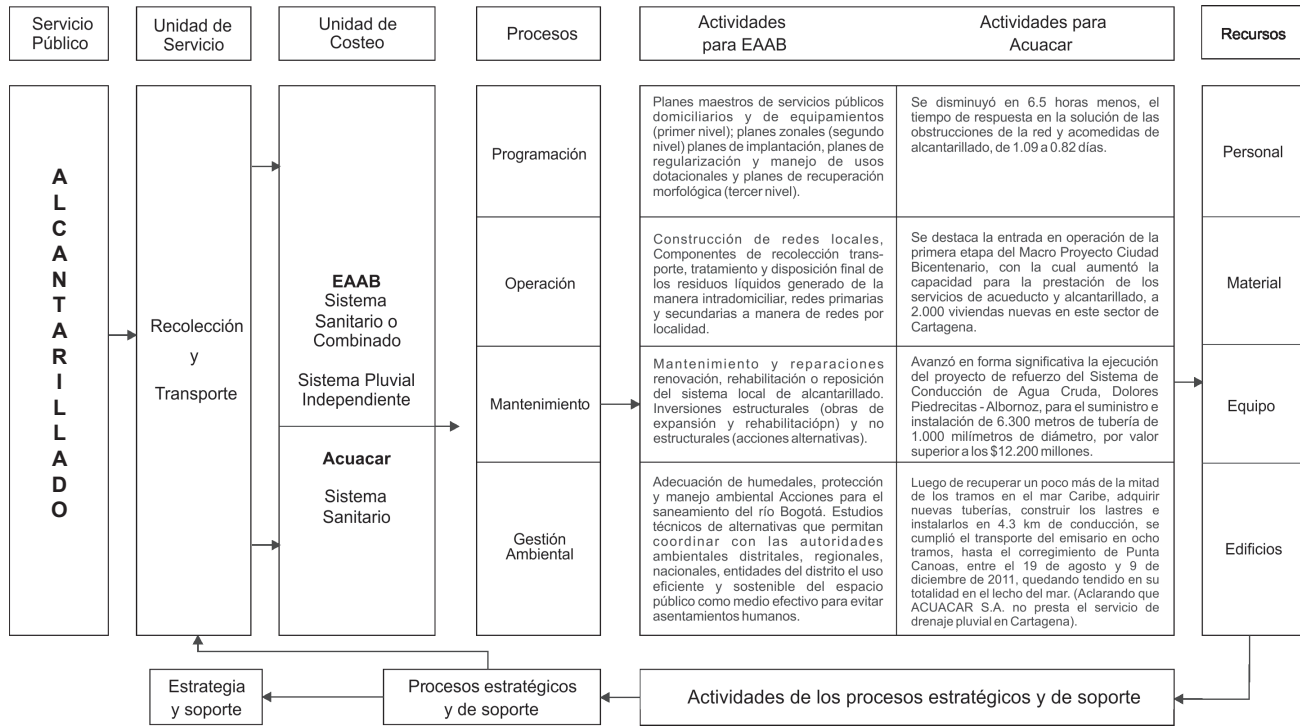 Servicio
Público
Unidad de
Servicio
Unidad de
Costeo
Procesos
Actividades
para EAAB
Actividades para
Acuacar
Recursos
A
L
C
A
N
T
A
R
I
L
L
A
D
O
Recolección
y
Transporte
EAAB
Sistema
Sanitario o
Combinado
Sistema Pluvial
Independiente
Acuacar
Sistema
Sanitario
Programación
Planes maestros de servicios públicos
domiciliarios y de equipamientos
(primer nivel); planes zonales (segundo
nivel) planes de implantación, planes de
regularización y manejo de usos
dotacionales y planes de recuperación
morfológica (tercer nivel).
Se disminuyó en 6.5 horas menos, el
tiempo de respuesta en la solución de las
obstrucciones de la red y acomedidas de
alcantarillado, de 1.09 a 0.82 días.
Personal
Operación
Construcción de redes locales,
Componentes de recolección trans-
porte, tratamiento y disposición final de
los residuos líquidos generado de la
manera intradomiciliar, redes primarias
y secundarias a manera de redes por
localidad.
Se destaca la entrada en operación de la
primera etapa del Macro Proyecto Ciudad
Bicentenario, con la cual aumentó la
capacidad para la prestación de los
servicios de acueducto y alcantarillado, a
2.000 viviendas nuevas en este sector de
Cartagena.
Material
Mantenimiento
Mantenimiento y reparaciones
renovación, rehabilitación o reposición
del sistema local de alcantarillado.
Inversiones estructurales (obras de
expansión y rehabilitaciópn) y no
estructurales (acciones alternativas).
Avanzó en forma significativa la ejecución
del proyecto de refuerzo del Sistema de
Conducción de Agua Cruda, Dolores
Piedrecitas - Albornoz, para el suministro e
instalación de 6.300 metros de tubería de
1.000 milímetros de diámetro, por valor
superior a los $12.200 millones.
Equipo
Gestión
Ambiental
Adecuación de humedales, protección
y manejo ambiental Acciones para el
saneamiento del río Bogotá. Estudios
técnicos de alternativas que permitan
coordinar con las autoridades
ambientales distritales, regionales,
nacionales, entidades del distrito el uso
eficiente y sostenible del espacio
público como medio efectivo para evitar
asentamientos humanos.
Luego de recuperar un poco más de la mitad
de los tramos en el mar Caribe, adquirir
nuevas tuberías, construir los lastres e
instalarlos en 4.3 km de conducción, se
cumplió el transporte del emisario en ocho
tramos, hasta el corregimiento de Punta
Canoas, entre el 19 de agosto y 9 de
diciembre de 2011, quedando tendido en su
totalidad en el lecho del mar. (Aclarando que
ACUACAR S.A. no presta el servicio de
drenaje pluvial en Cartagena).
Edificios
Estrategia
y soporte
Procesos estratégicos
y de soporte
Actividades de los procesos estratégicos y de soporte